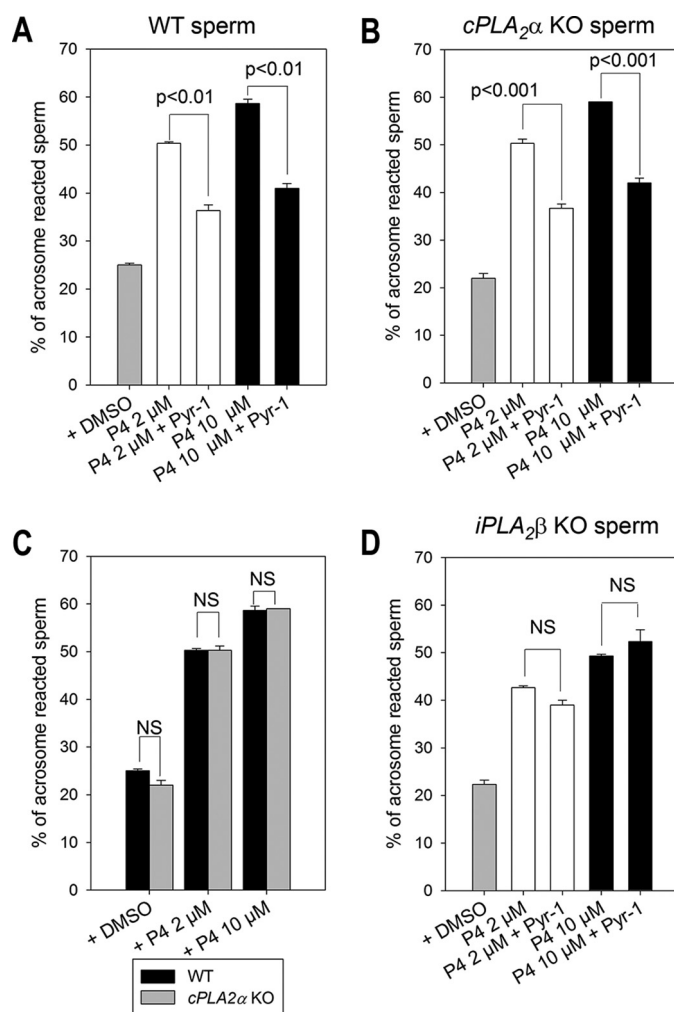 A
WT sperm
% of acrosome reacted sperm
70
60
50
40
30
20
10
0
p<0.01
p<0.01
+ DMSO
P4 2 µM
P4 2 µM + Pyr-1
P4 10 µM
P4 10 µM + Pyr-1
B
cPLA₂α KO sperm
% of acrosome reacted sperm
70
60
50
40
30
20
10
0
p<0.001
p<0.001
+ DMSO
P4 2 µM
P4 2 µM + Pyr-1
P4 10 µM
P4 10 µM + Pyr-1
C
% of acrosome reacted sperm
70
60
50
40
30
20
10
0
NS
NS
NS
+ DMSO
+ P4 2 µM
+ P4 10 µM
WT
cPLA2α KO
D
iPLA₂β KO sperm
% of acrosome reacted sperm
70
60
50
40
30
20
10
0
NS
NS
+ DMSO
P4 2 µM
P4 2 µM + Pyr-1
P4 10 µM
P4 10 µM + Pyr-1